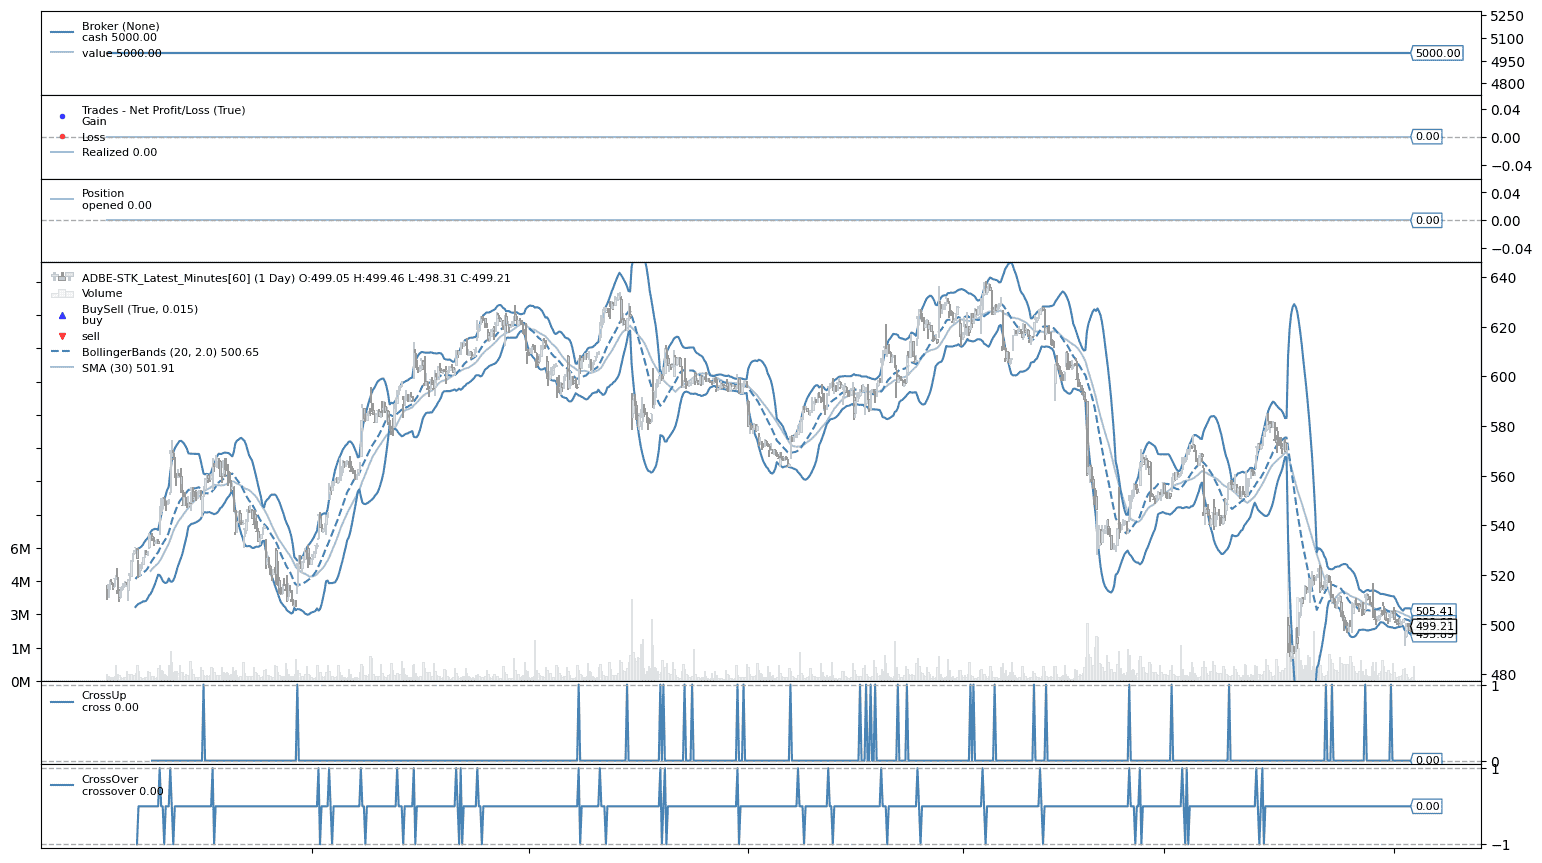 Broker (None)
cash 5000.00
value 5000.00
5250
5100
4950
4800
5000.00
Trades - Net Profit/Loss (True)
Gain
Loss
Realized 0.00
0.04
0.00
−0.04
0.00
Position
opened 0.00
0.04
0.00
−0.04
0.00
ADBE-STK_Latest_Minutes[60] (1 Day) O:499.05 H:499.46 L:498.31 C:499.21
Volume
BuySell (True, 0.015)
buy
sell
BollingerBands (20, 2.0) 500.65
SMA (30) 501.91
640
620
600
580
560
540
520
500
480
6M
4M
3M
1M
0M
505.41
499.21
CrossUp
cross 0.00
1
0
0.00
CrossOver
crossover 0.00
1
−1
0.00